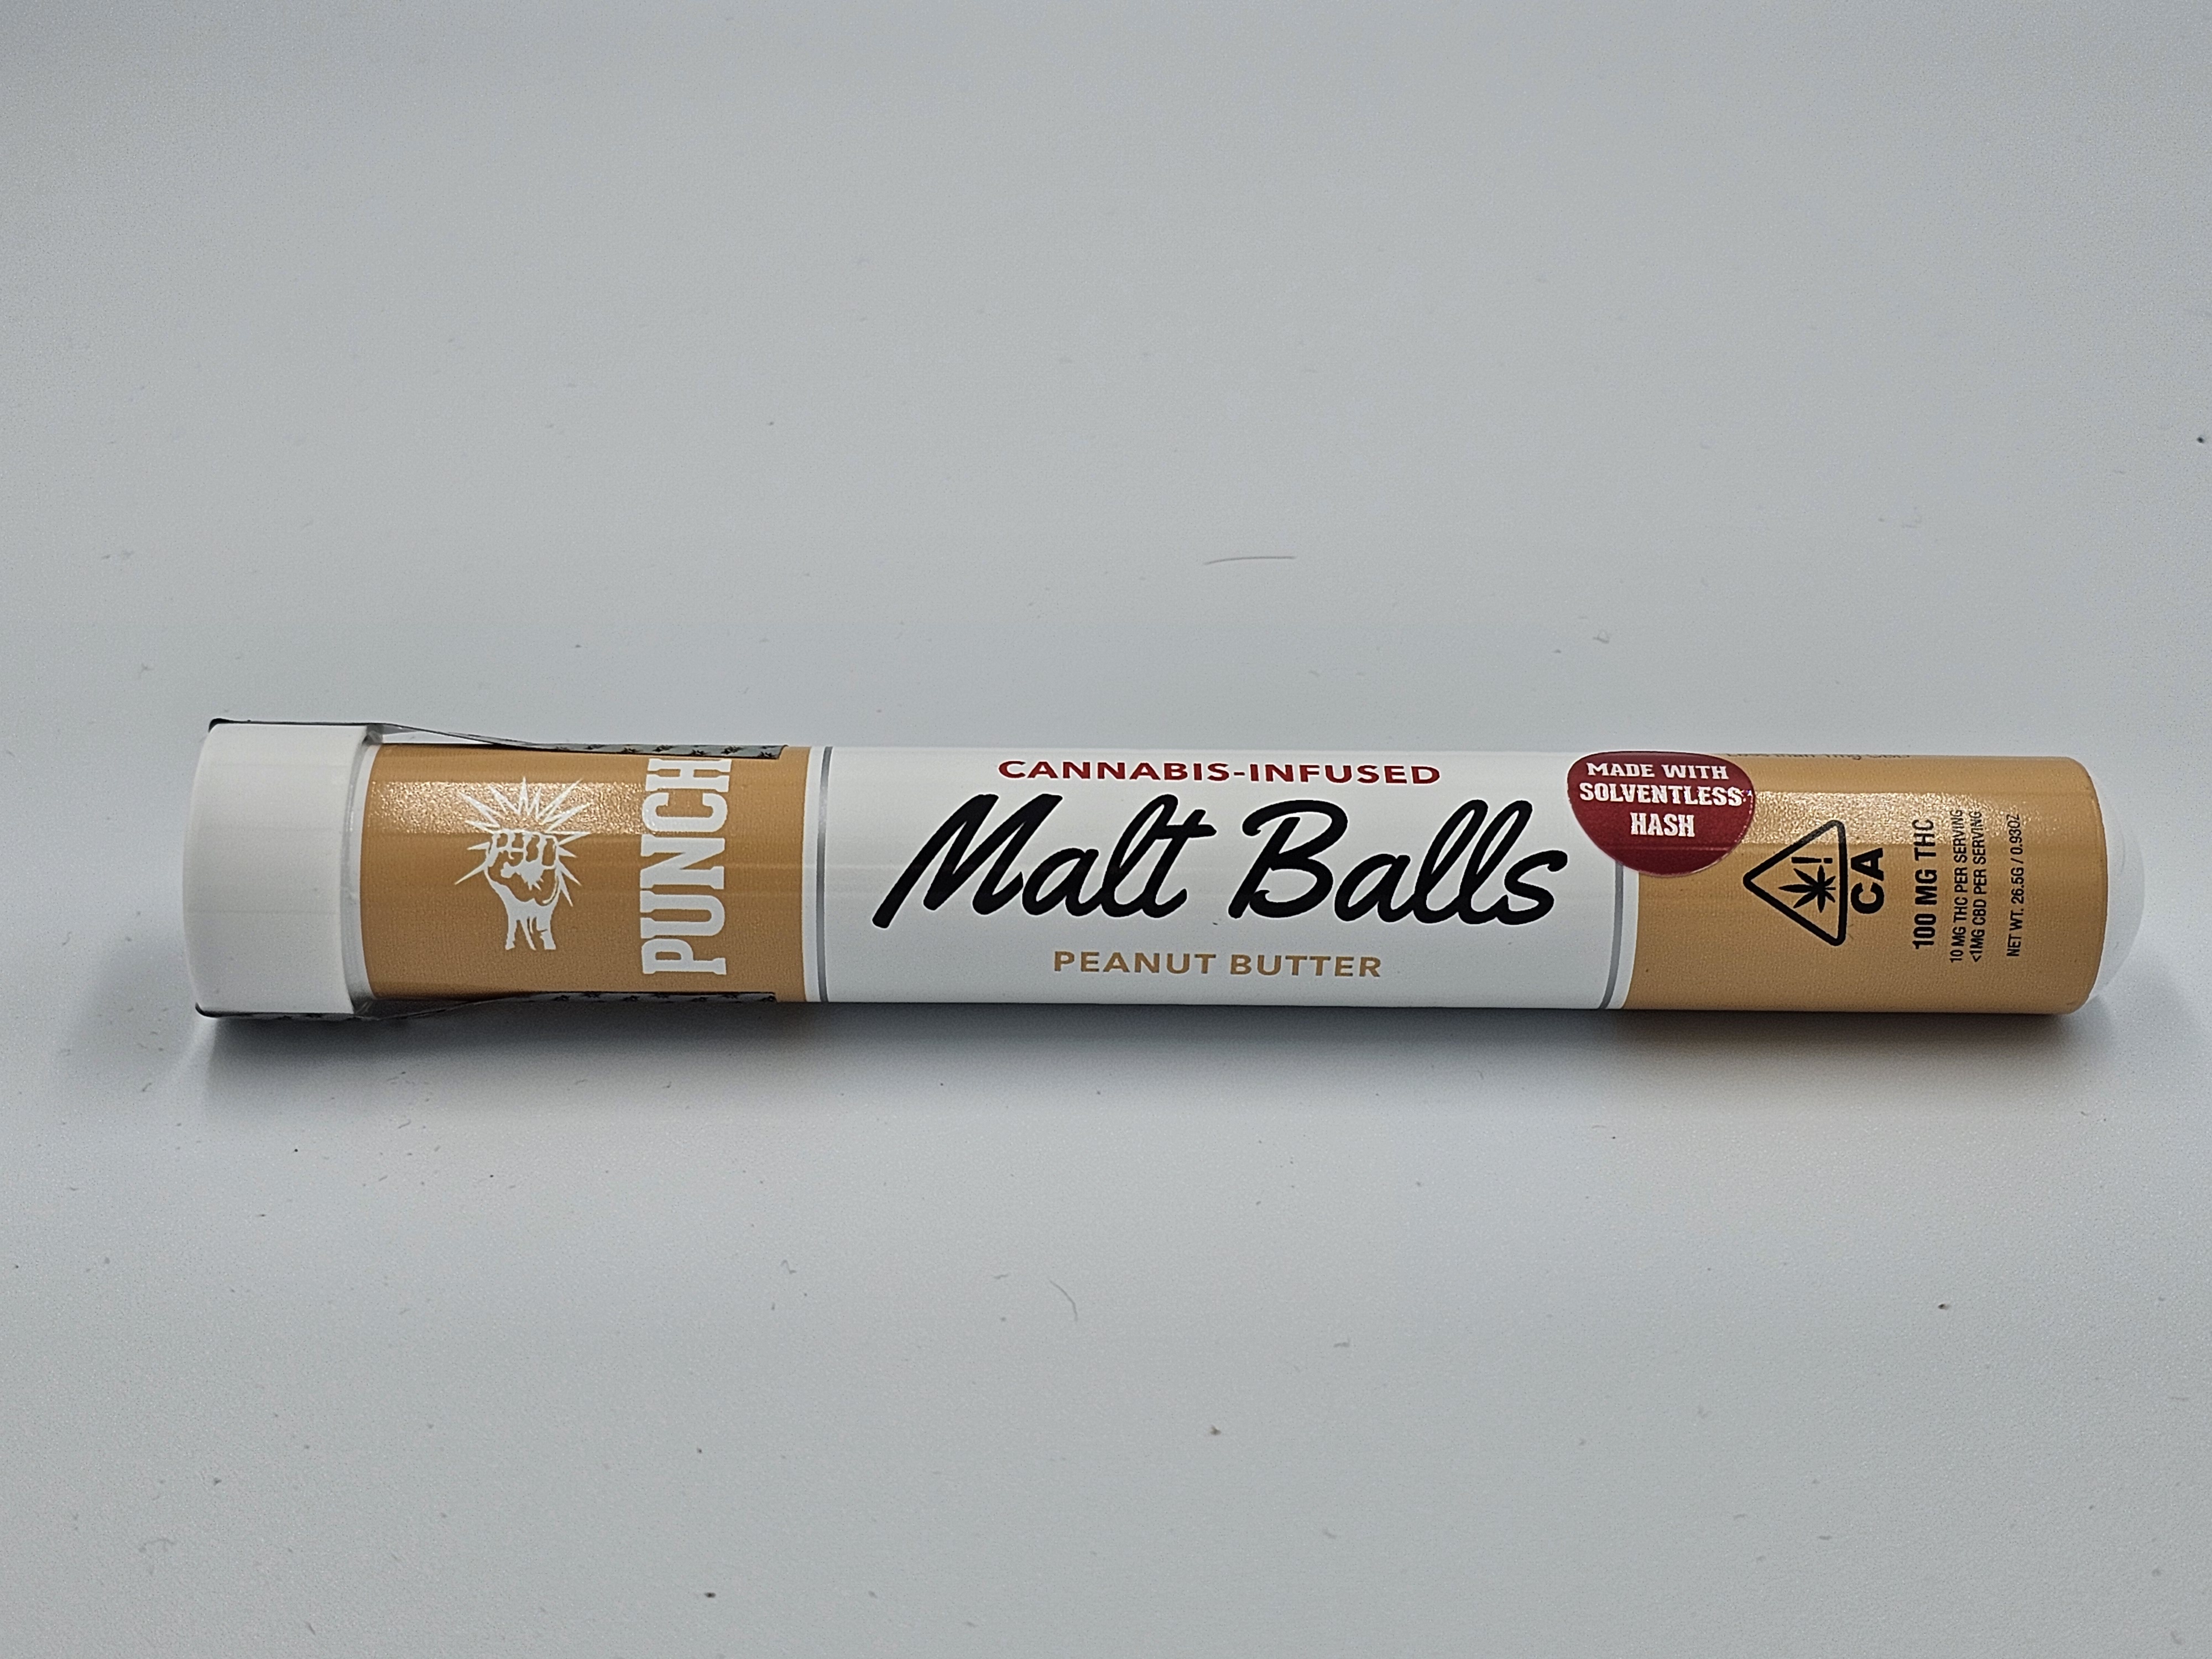 PUNCH
CANNABIS-INFUSED
Malt Balls
PEANUT BUTTER
MADE WITH
SOLVENTLESS
HASH
!
CA
100 MG THC
10 MG THC PER SERVING
<1MG CBD PER SERVING
NET WT. 26.5G / 0.93OZ